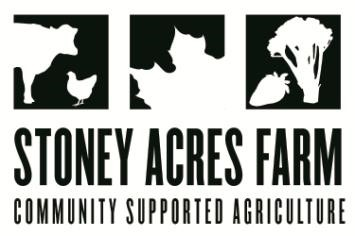 STONEY ACRES FARM
COMMUNITY SUPPORTED AGRICULTURE